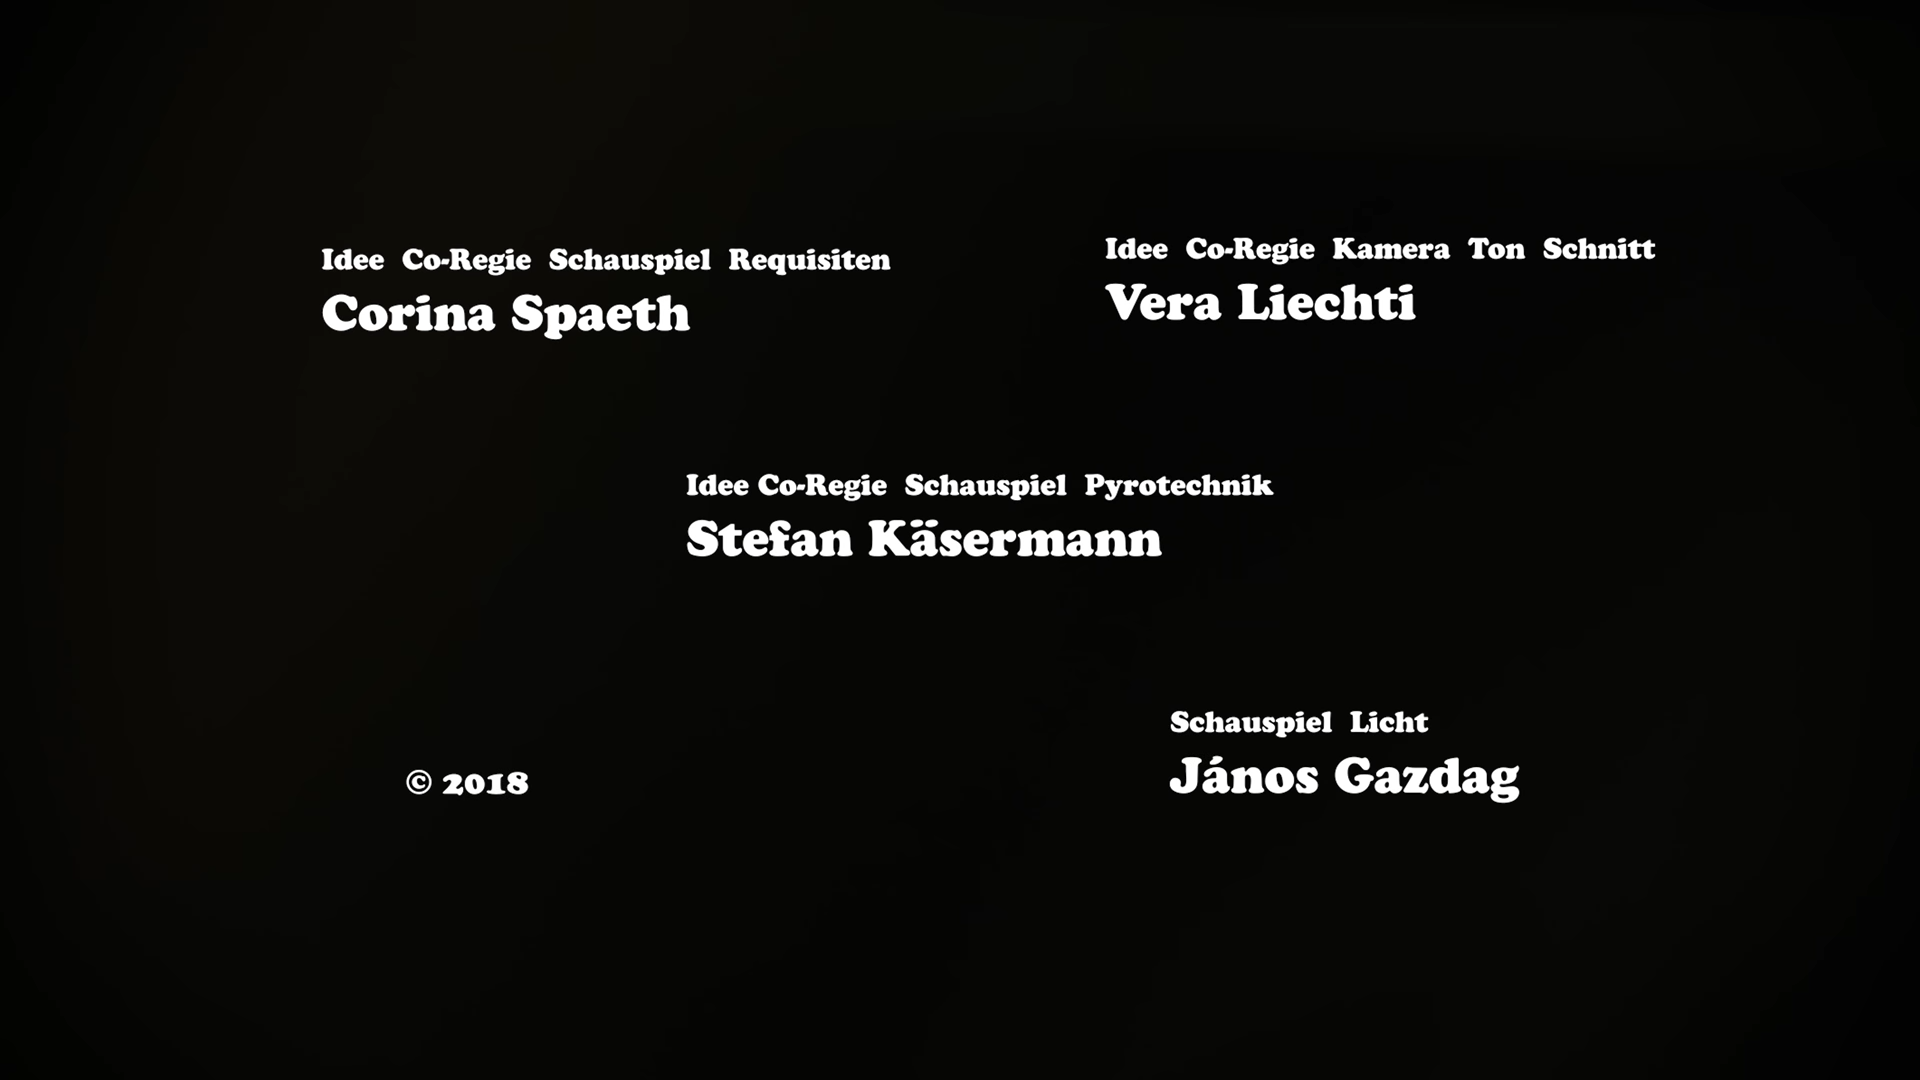 Idee Co-Regie Schauspiel Requisiten
Corina Spaeth
Idee Co-Regie Kamera Ton Schnitt
Vera Liechti
Idee Co-Regie Schauspiel Pyrotechnik
Stefan Käsermann
Schauspiel Licht
János Gazdag
© 2018